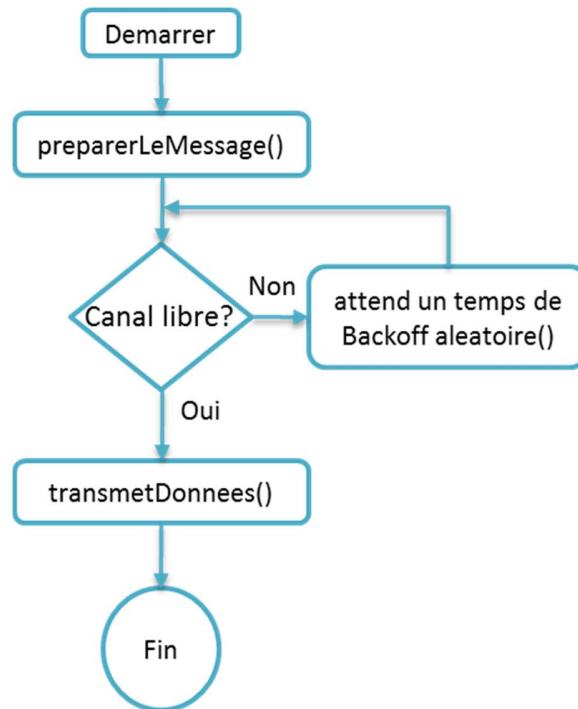 Demarrer
preparerLeMessage()
Canal libre?
Non
attend un temps de
Backoff aleatoire()
Oui
transmetDonnees()
Fin